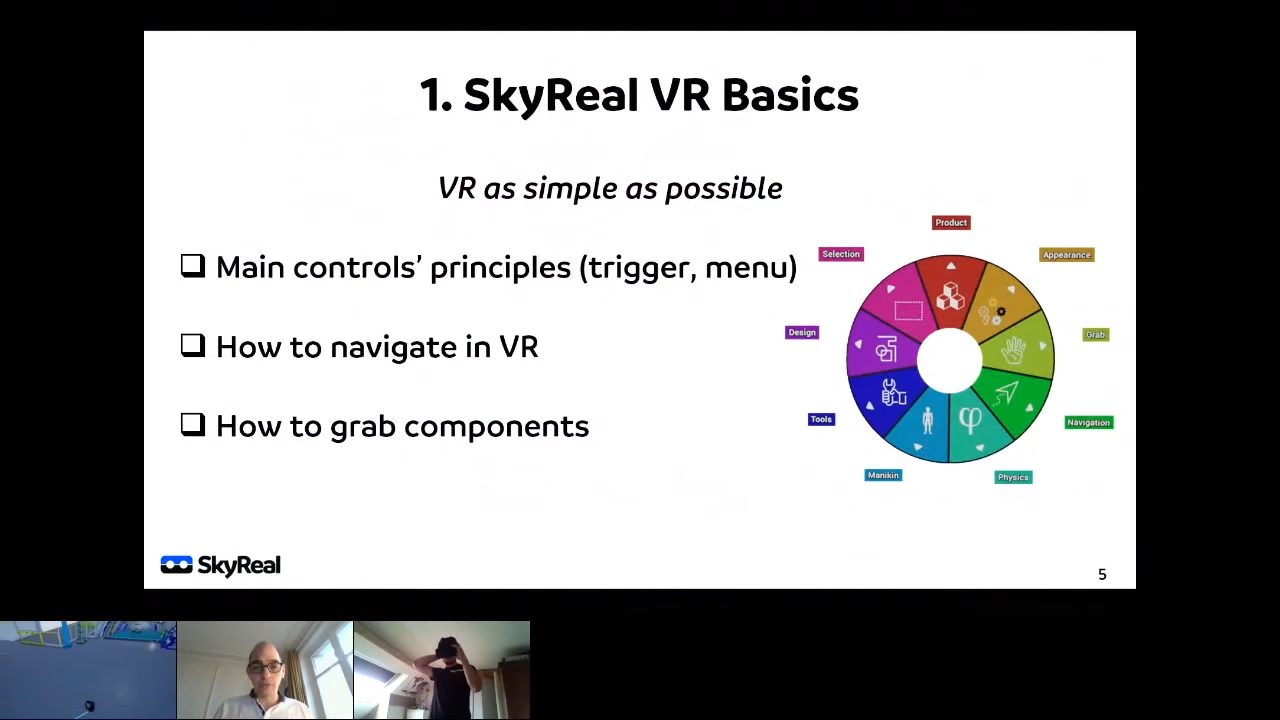 1. SkyReal VR Basics
VR as simple as possible
❑ Main controls’ principles (trigger, menu)
❑ How to navigate in VR
❑ How to grab components
Product
Selection
Appearance
Design
Grab
Tools
Navigation
Manikin
Physics
SkyReal
5